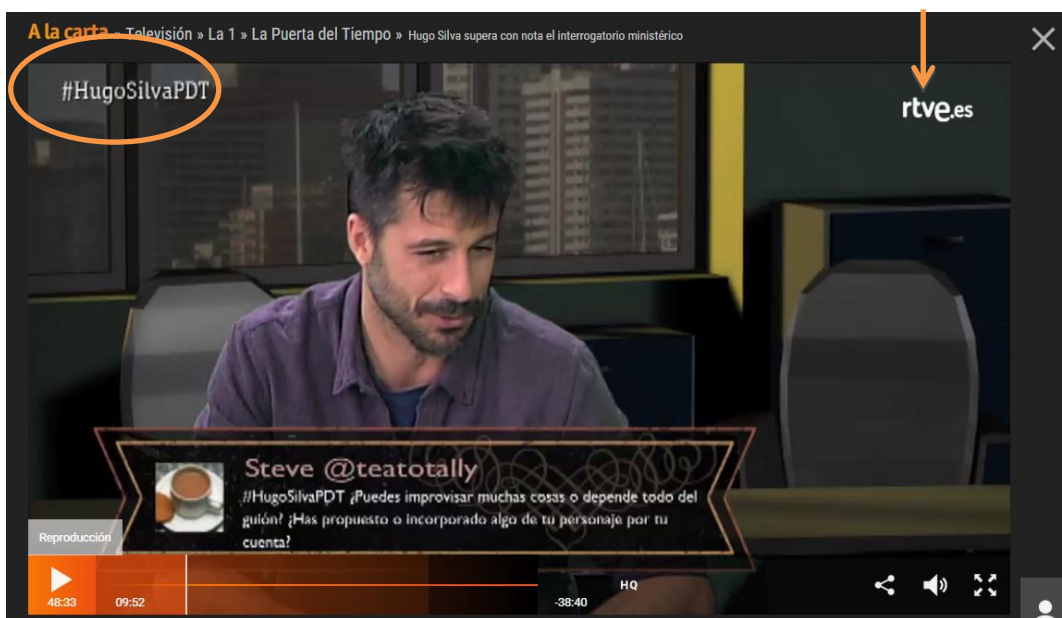 A la carta » Televisión » La 1 » La Puerta del Tiempo » Hugo Silva supera con nota el interrogatorio ministérico
#HugoSilvaPDT
rtve.es
Steve @teatotally
#HugoSilvaPDT ¿Puedes improvisar muchas cosas o depende todo del
guión? ¿Has propuesto o incorporado algo de tu personaje por tu
cuenta?
Reproducción
48:33
09:52
-38:40
HQ